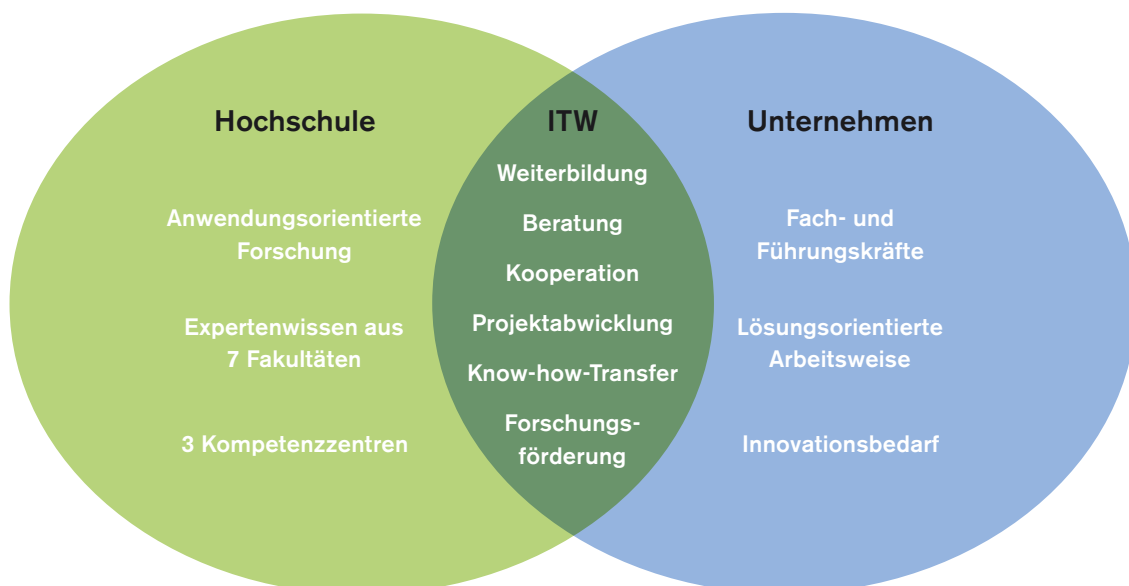 Hochschule
Anwendungsorientierte
Forschung
Expertenwissen aus
7 Fakultäten
3 Kompetenzzentren
ITW
Weiterbildung
Beratung
Kooperation
Projektabwicklung
Know-how-Transfer
Forschungs-
förderung
Unternehmen
Fach- und
Führungskräfte
Lösungsorientierte
Arbeitsweise
Innovationsbedarf